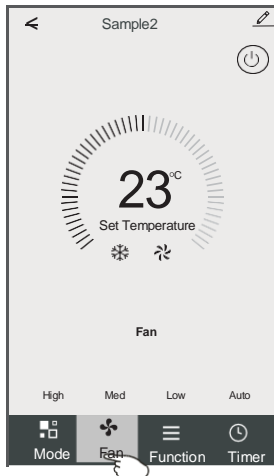 Sample2
23°C
Set Temperature
Fan
High Med Low Auto
Mode Fan Function Timer